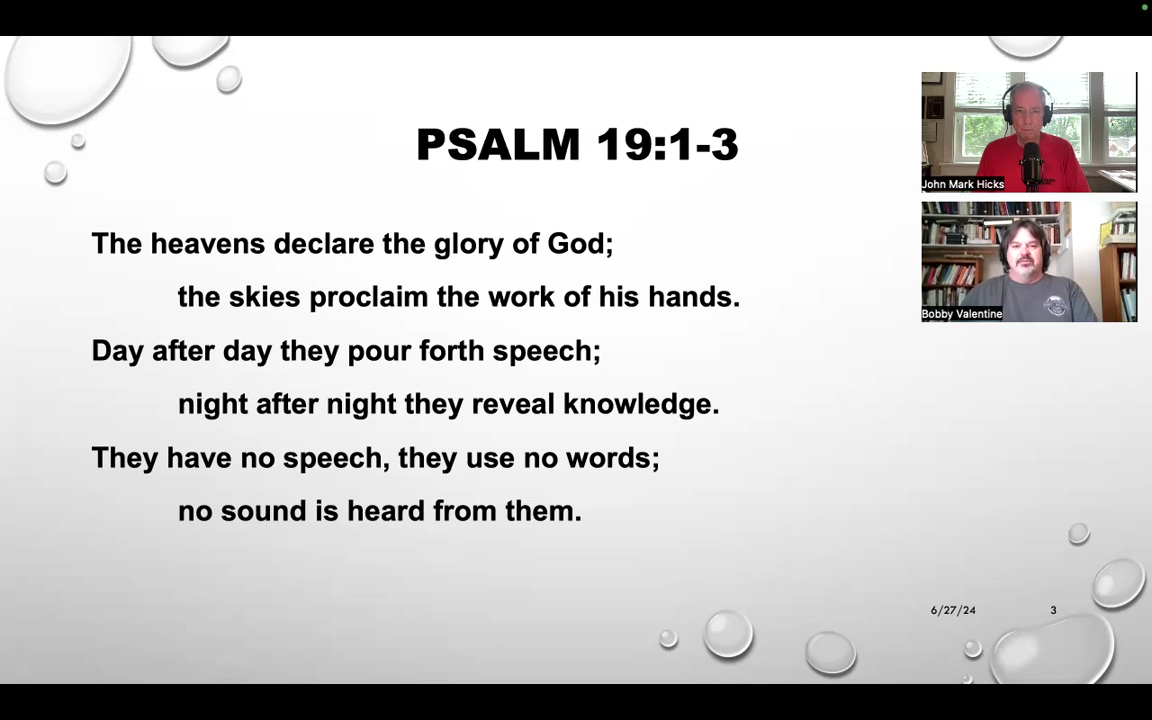 PSALM 19:1-3
The heavens declare the glory of God;
the skies proclaim the work of his hands.
Day after day they pour forth speech;
night after night they reveal knowledge.
They have no speech, they use no words;
no sound is heard from them.
John Mark Hicks
Bobby Valentine
6/27/24
3